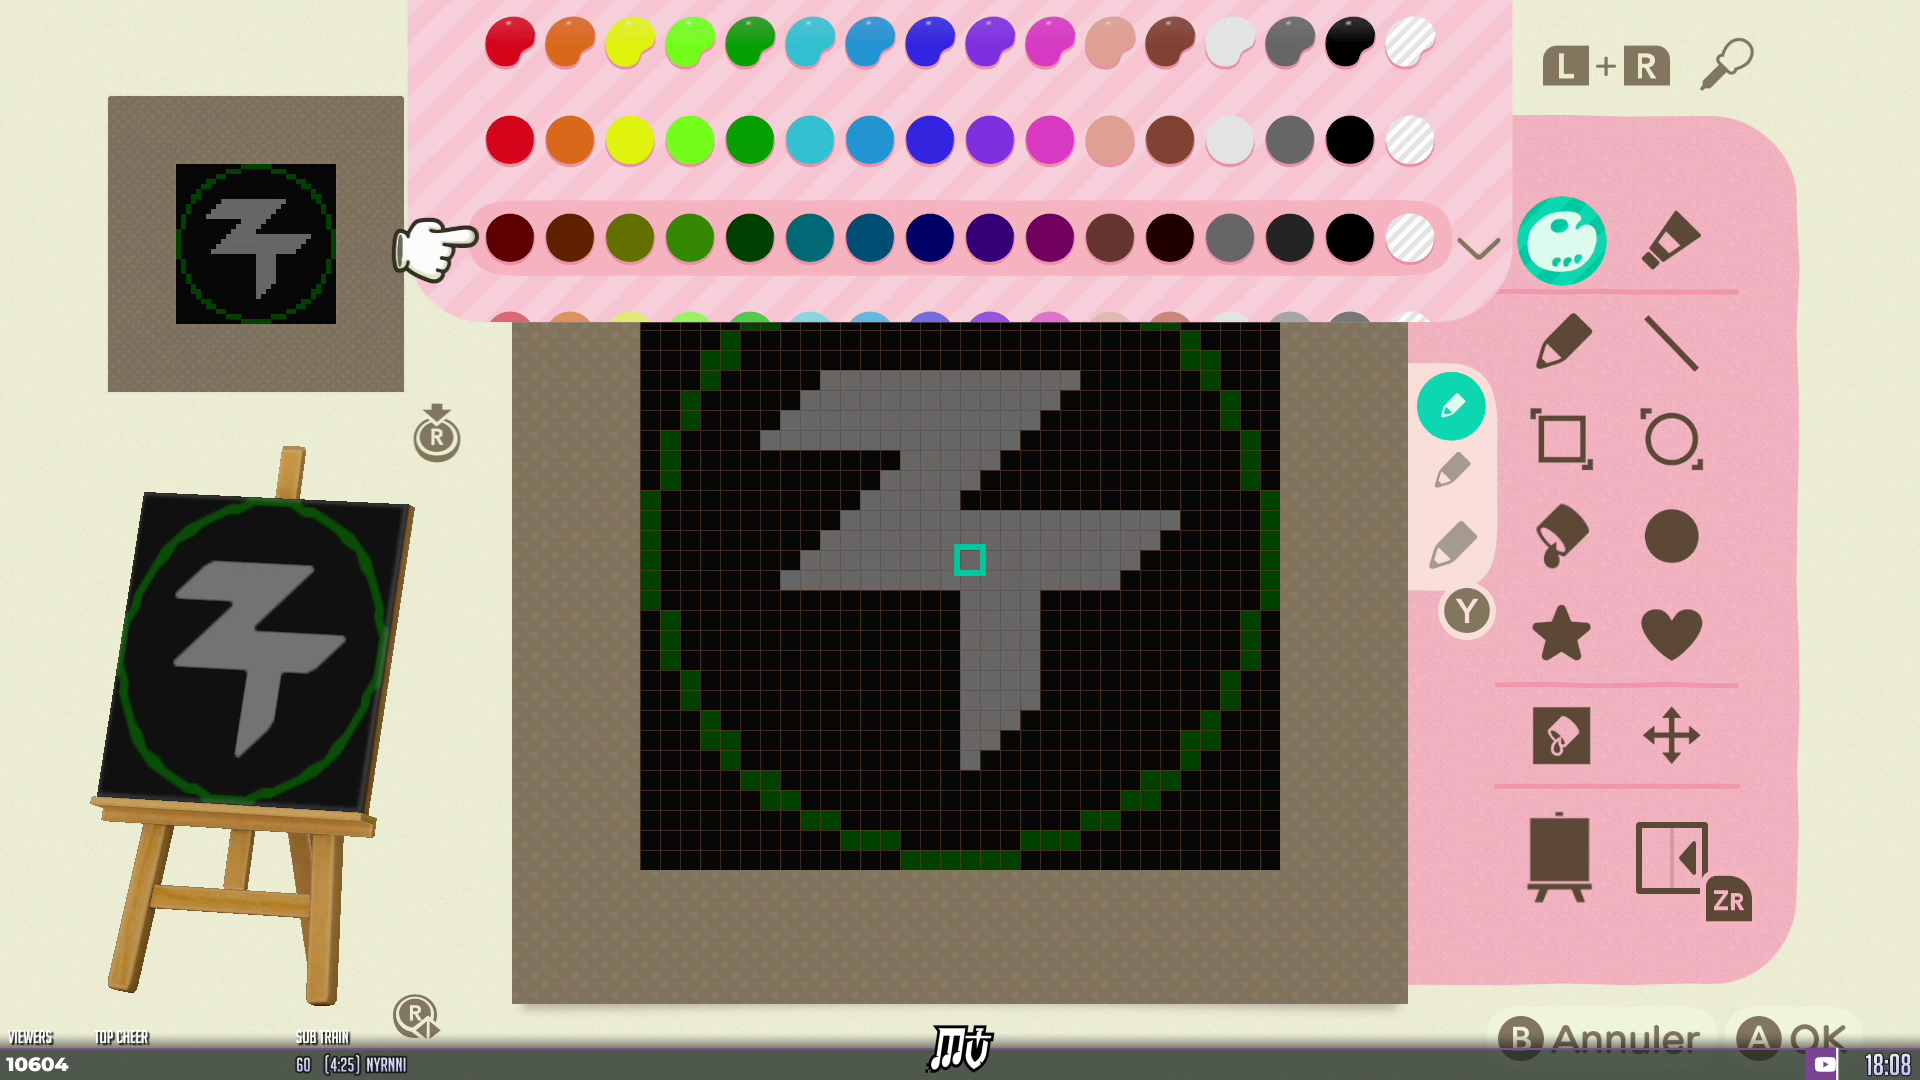 L + R
R
Y
ZR
R
B Annuler A OK
VIEWERS TOP CHEER SUB TRAIN
10604 60 [4:25] NYRNNI 18:08